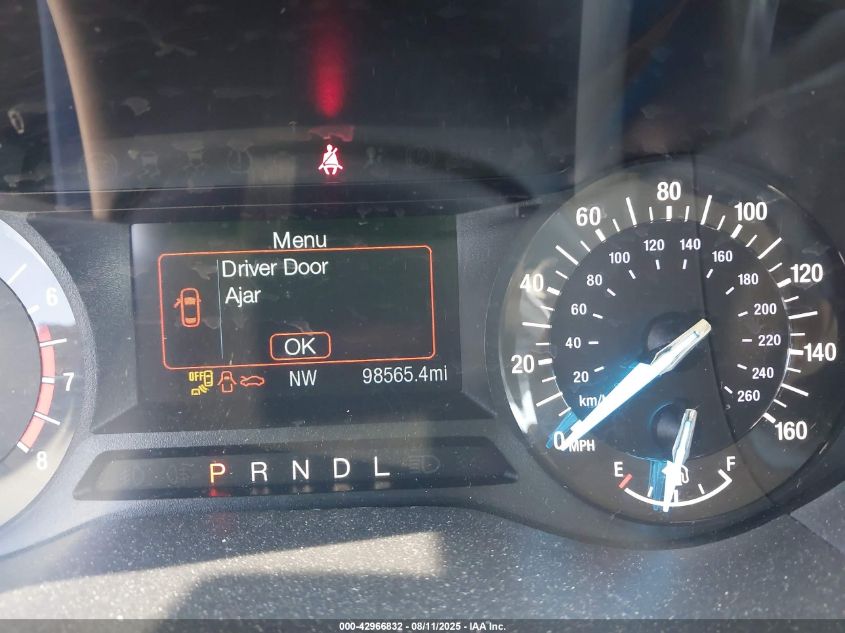 Menu
Driver Door
Ajar
OK
OFF
NW
98565.4mi
P R N D L
6
7
8
0
20
40
60
80
100
120
140
160
MPH
20
40
60
80
100
120
140
160
180
200
220
240
260
km/h
E
F
000-42966832 - 08/11/2025 - IAA Inc.